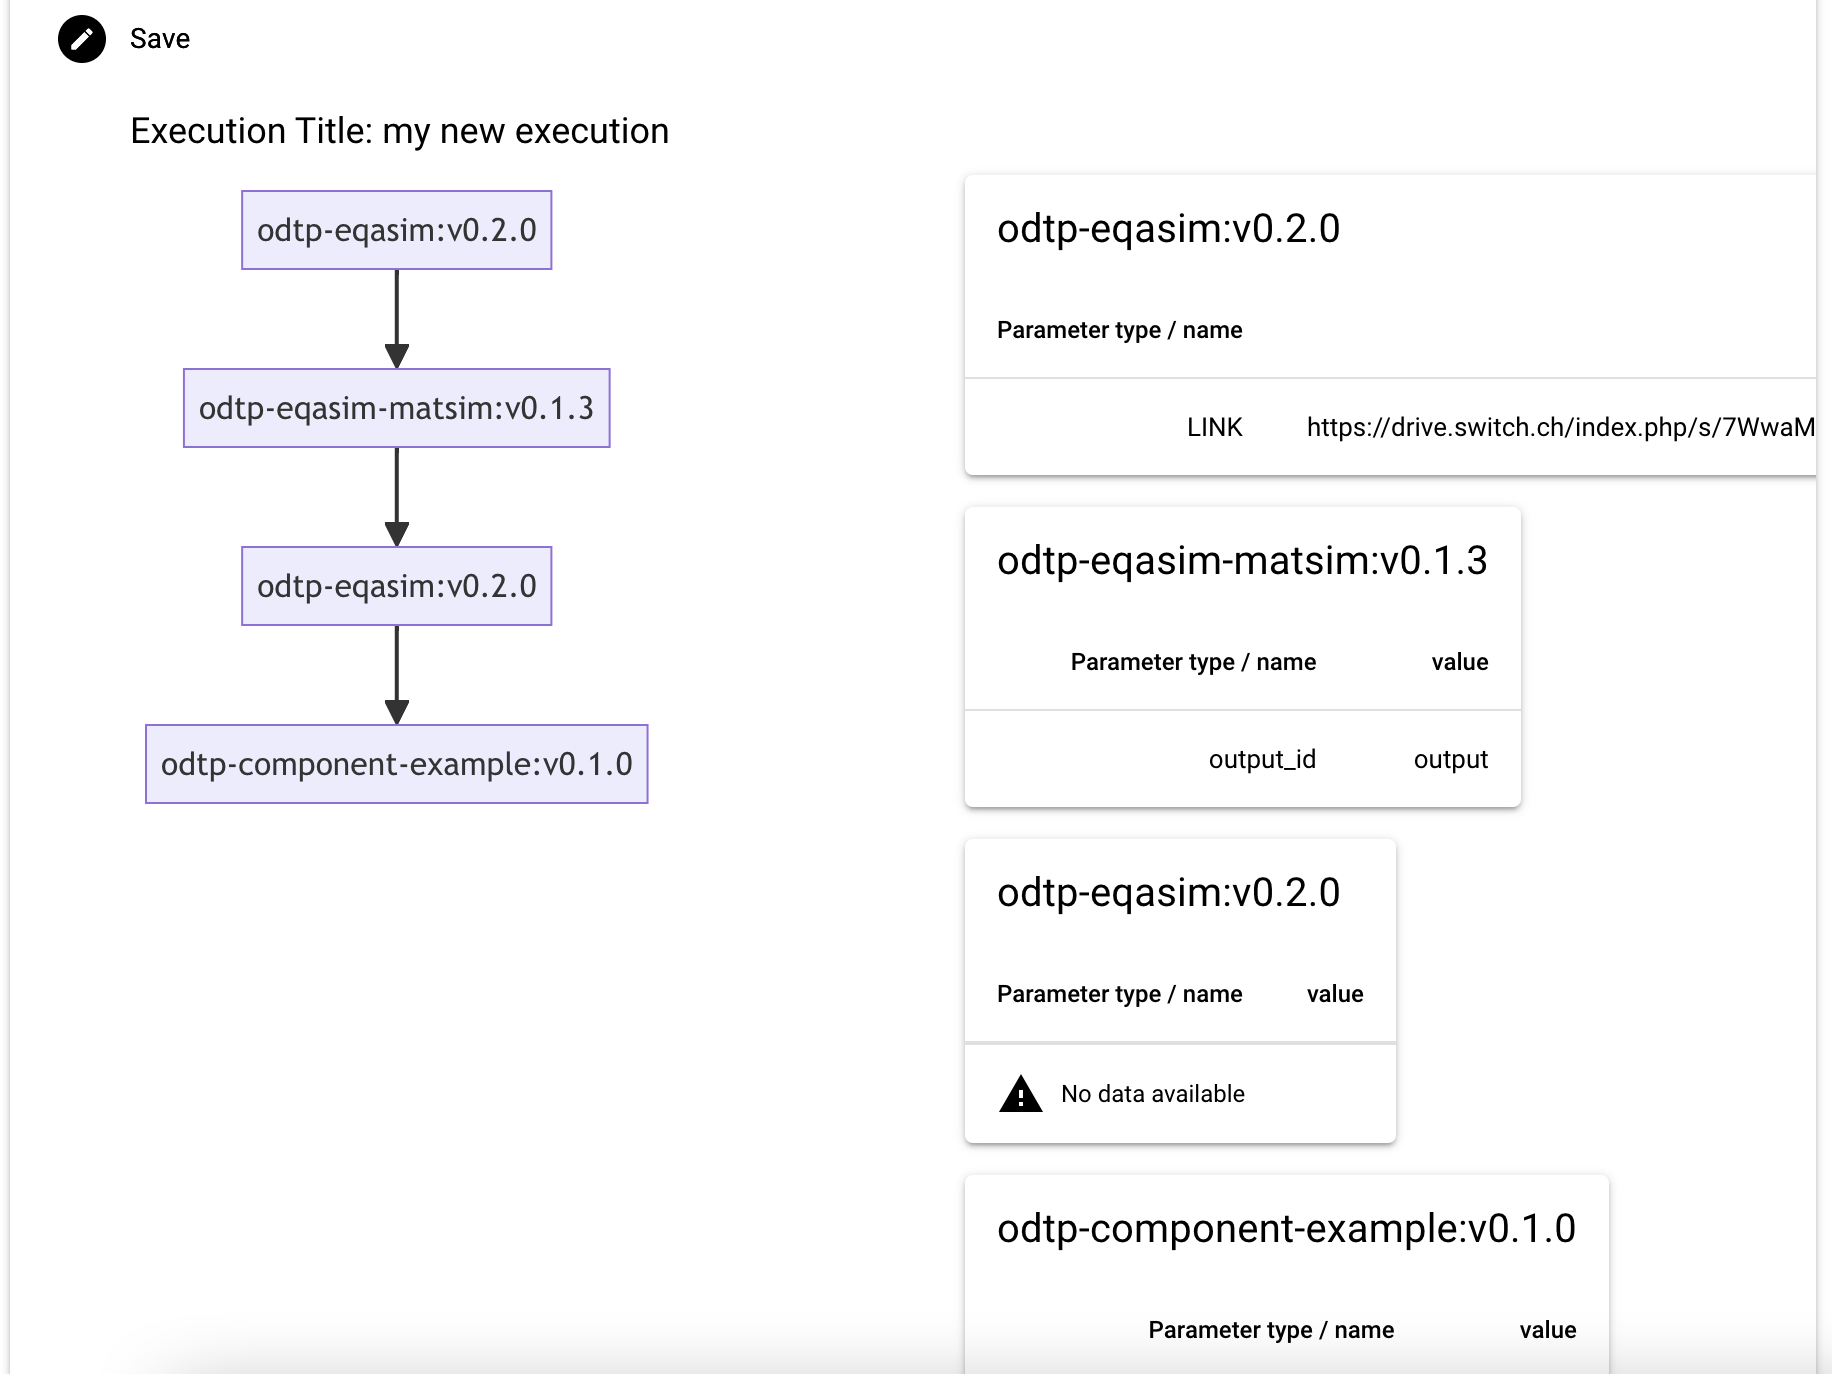 Save
Execution Title: my new execution
odtp-eqasim:v0.2.0
odtp-eqasim-matsim:v0.1.3
odtp-eqasim:v0.2.0
odtp-component-example:v0.1.0
odtp-eqasim:v0.2.0
Parameter type / name
LINK https://drive.switch.ch/index.php/s/7WwaM
odtp-eqasim-matsim:v0.1.3
Parameter type / name value
output_id output
odtp-eqasim:v0.2.0
Parameter type / name value
No data available
odtp-component-example:v0.1.0
Parameter type / name value